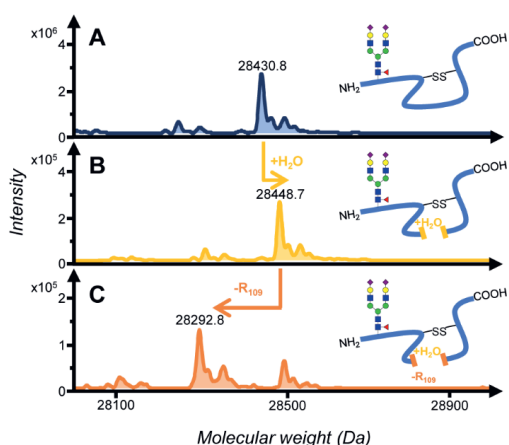 x10⁶
A
28430.8
4
2
0
NH₂
SS
COOH
x10⁵
B
+H₂O
28448.7
4
2
0
NH₂
SS
+H₂O
COOH
x10⁵
C
-R₁₀₉
28292.8
2
1
0
NH₂
SS
+H₂O
-R₁₀₉
COOH
Intensity
28100
28500
28900
Molecular weight (Da)